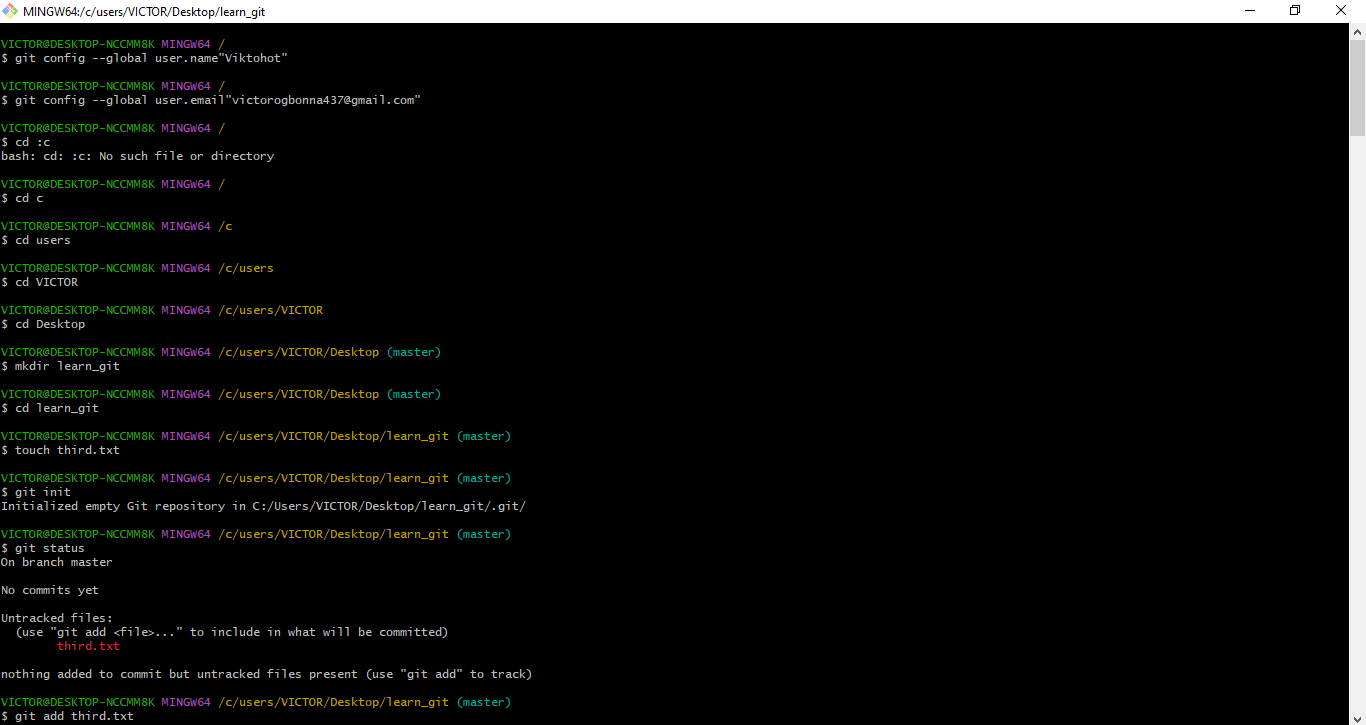 MINGW64:/c/users/VICTOR/Desktop/learn_git
VICTOR@DESKTOP-NCCMM8K MINGW64 /
$ git config --global user.name"Viktohot"
VICTOR@DESKTOP-NCCMM8K MINGW64 /
$ git config --global user.email"victorogbonna437@gmail.com"
VICTOR@DESKTOP-NCCMM8K MINGW64 /
$ cd :c
bash: cd: :c: No such file or directory
VICTOR@DESKTOP-NCCMM8K MINGW64 /
$ cd c
VICTOR@DESKTOP-NCCMM8K MINGW64 /c
$ cd users
VICTOR@DESKTOP-NCCMM8K MINGW64 /c/users
$ cd VICTOR
VICTOR@DESKTOP-NCCMM8K MINGW64 /c/users/VICTOR
$ cd Desktop
VICTOR@DESKTOP-NCCMM8K MINGW64 /c/users/VICTOR/Desktop (master)
$ mkdir learn_git
VICTOR@DESKTOP-NCCMM8K MINGW64 /c/users/VICTOR/Desktop (master)
$ cd learn_git
VICTOR@DESKTOP-NCCMM8K MINGW64 /c/users/VICTOR/Desktop/learn_git (master)
$ touch third.txt
VICTOR@DESKTOP-NCCMM8K MINGW64 /c/users/VICTOR/Desktop/learn_git (master)
$ git init
Initialized empty Git repository in C:/Users/VICTOR/Desktop/learn_git/.git/
VICTOR@DESKTOP-NCCMM8K MINGW64 /c/users/VICTOR/Desktop/learn_git (master)
$ git status
On branch master
No commits yet
Untracked files:
(use "git add <file>..." to include in what will be committed)
third.txt
nothing added to commit but untracked files present (use "git add" to track)
VICTOR@DESKTOP-NCCMM8K MINGW64 /c/users/VICTOR/Desktop/learn_git (master)
$ git add third.txt